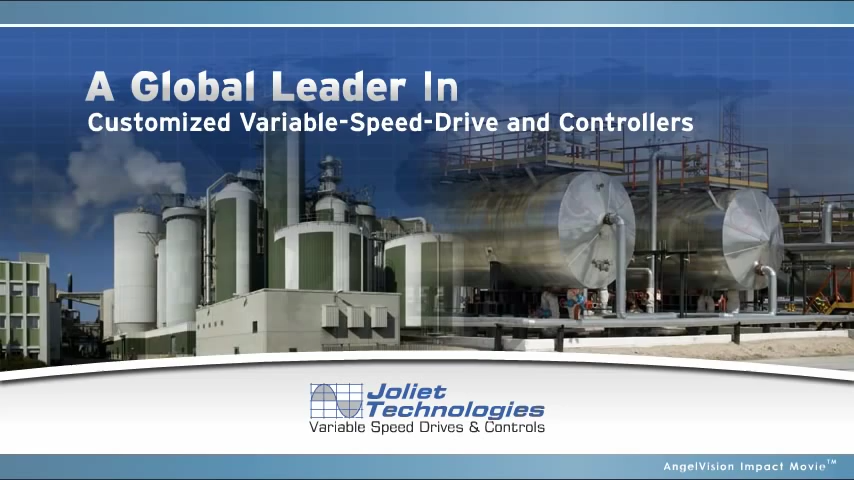 A Global Leader In
Customized Variable-Speed-Drive and Controllers
Joliet
Technologies
Variable Speed Drives & Controls
AngelVision Impact Movie™